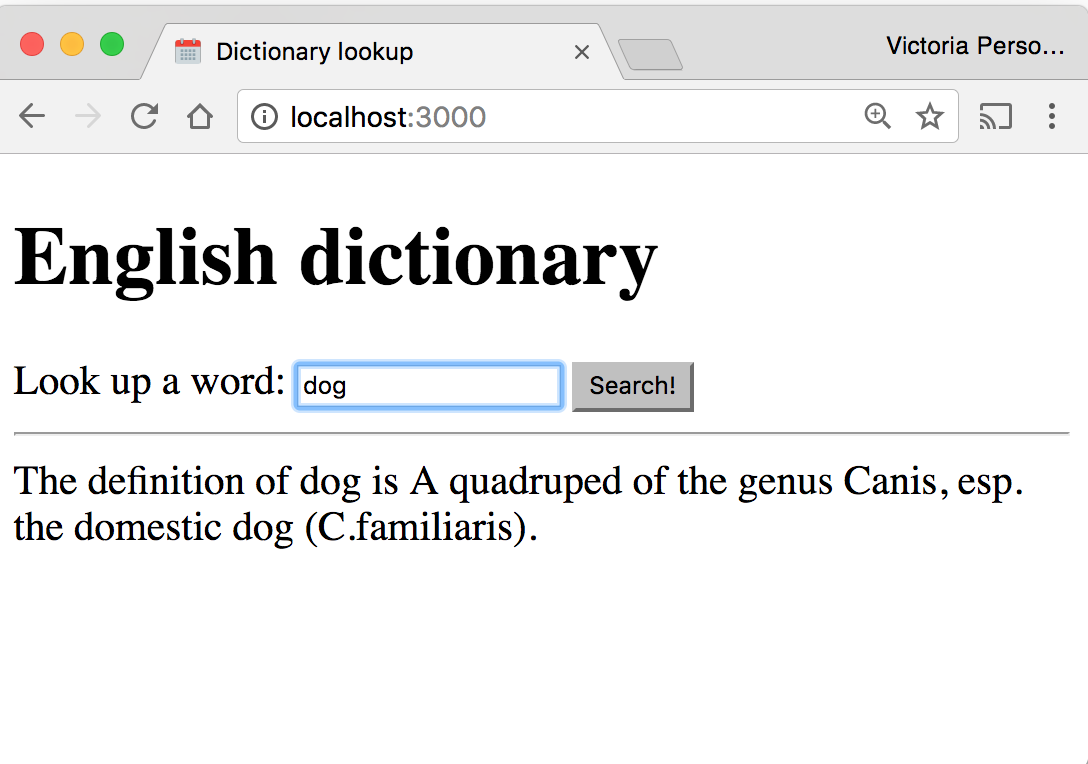 Dictionary lookup
Victoria Perso...
localhost:3000
English dictionary
Look up a word: dog Search!
The definition of dog is A quadruped of the genus Canis, esp.
the domestic dog (C.familiaris).